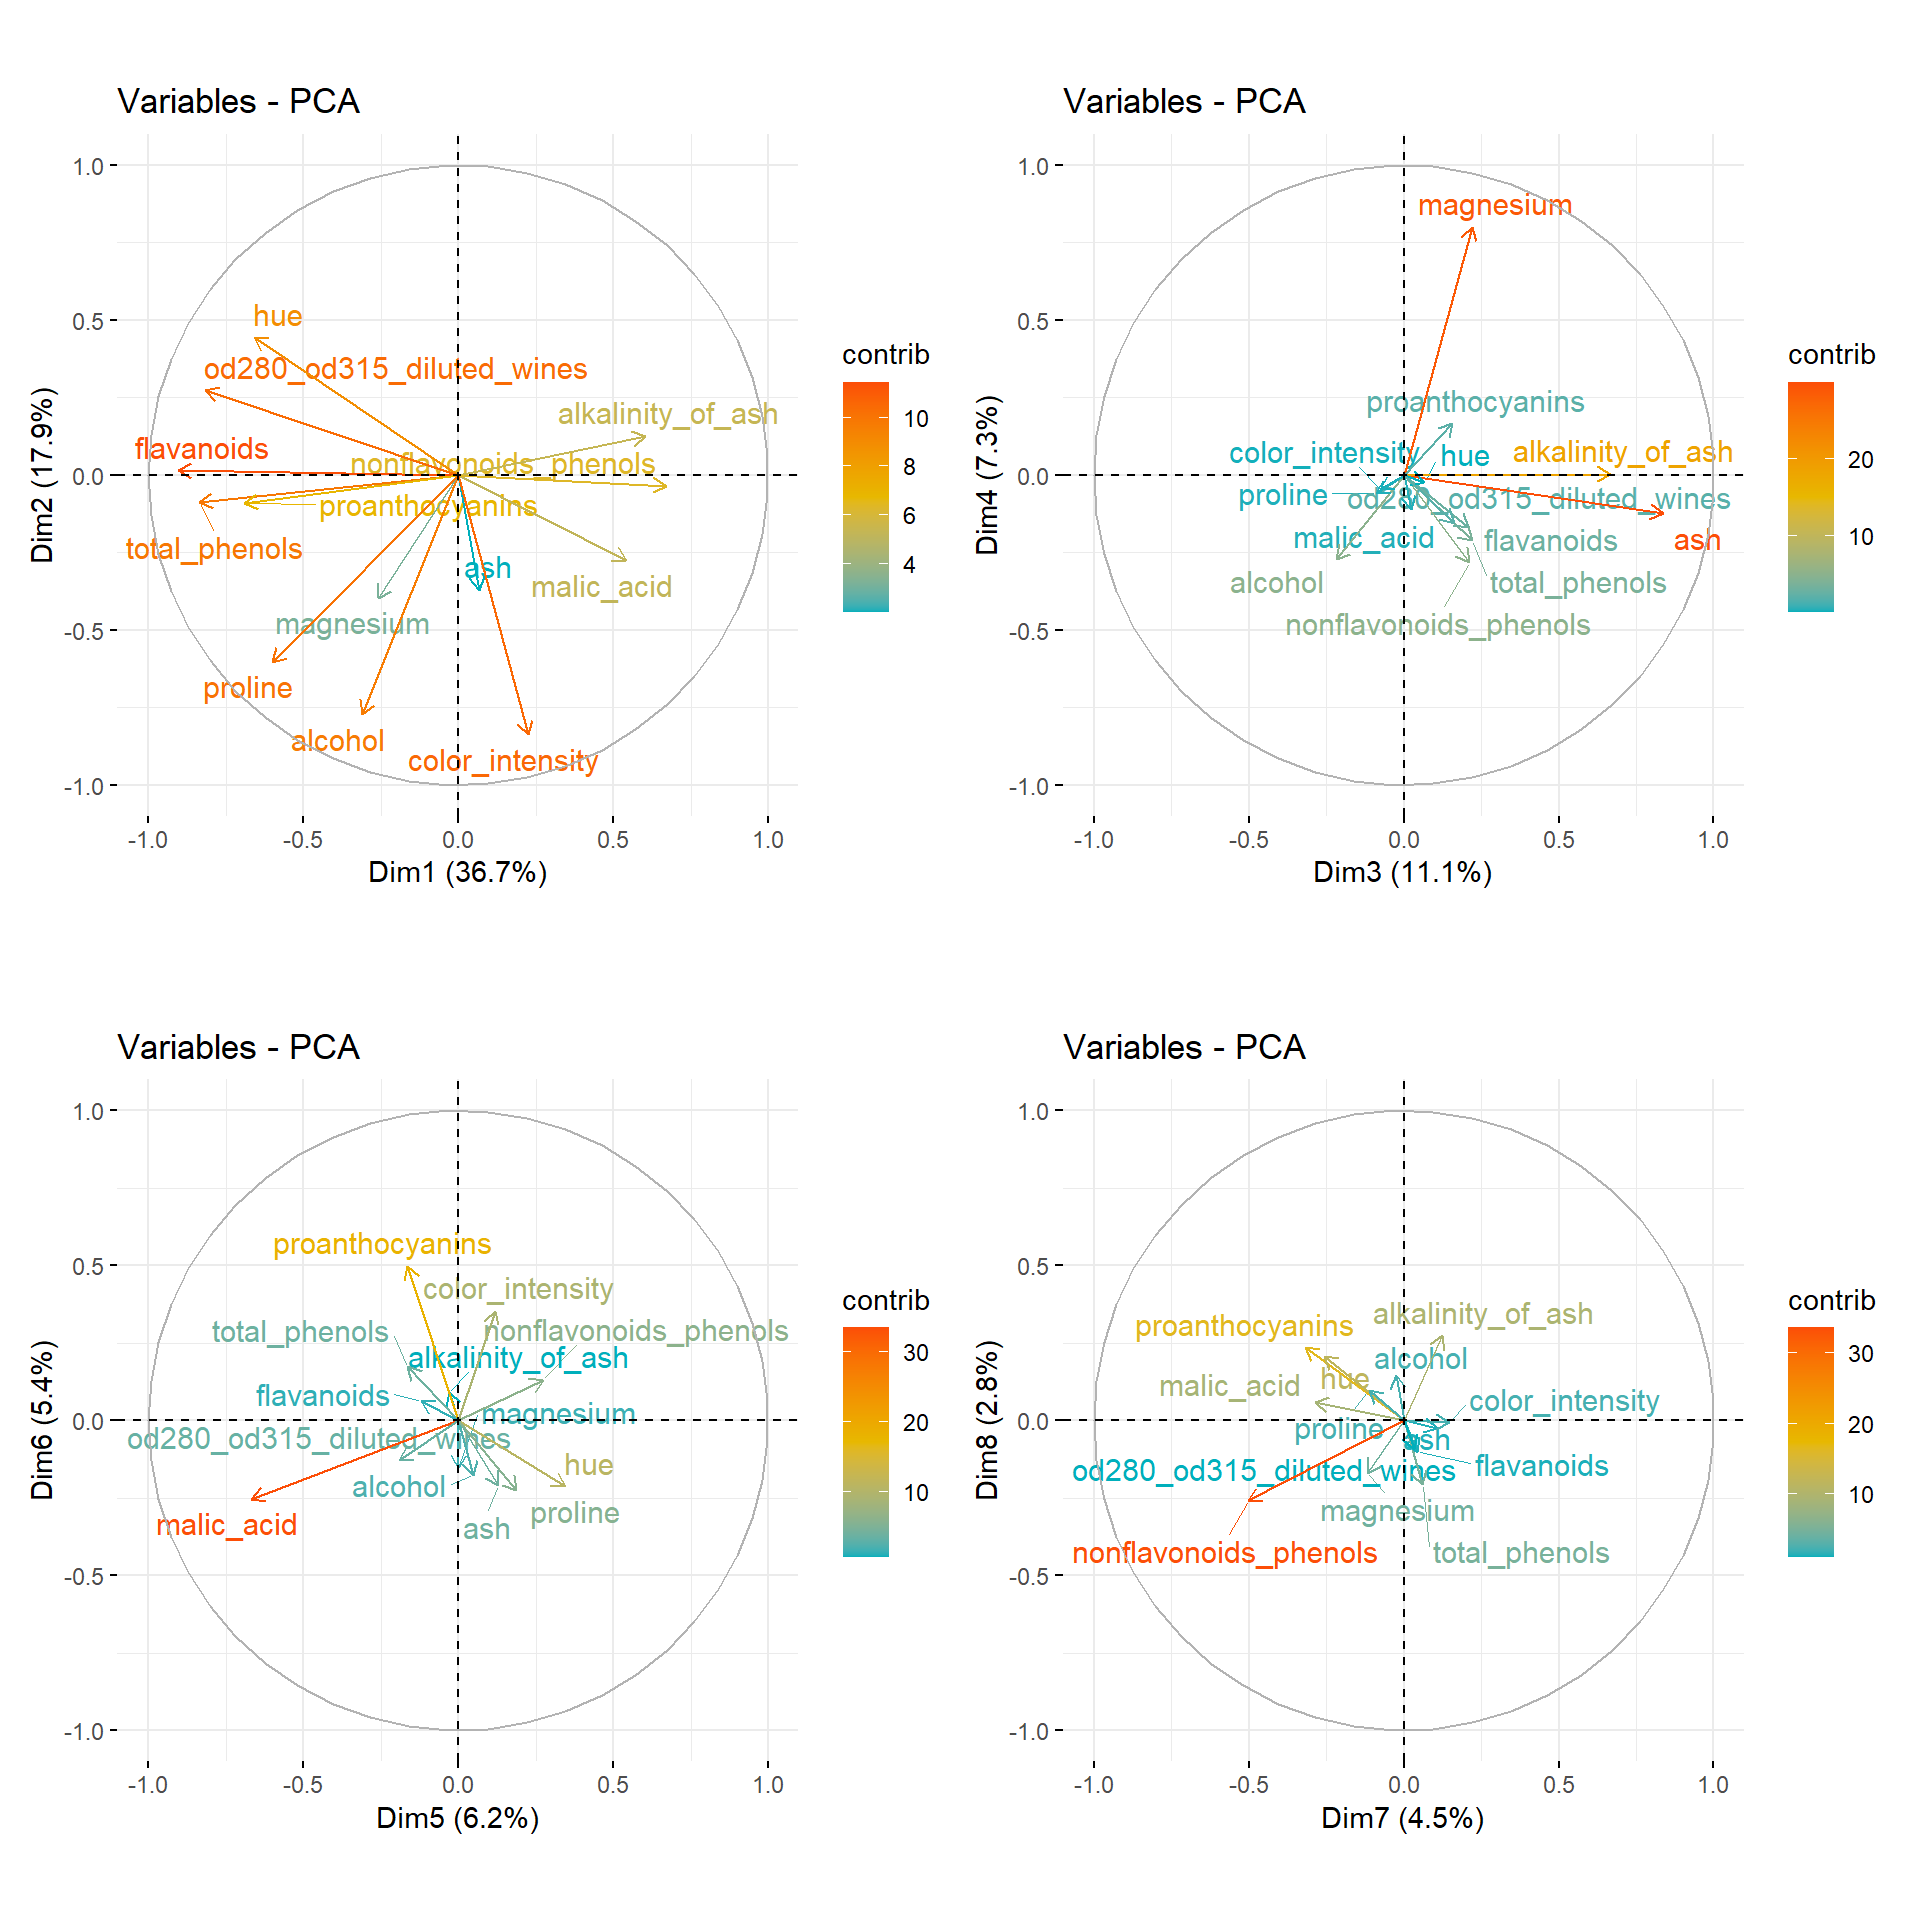 Variables - PCA
1.0
0.5
0.0
-0.5
-1.0
Dim2 (17.9%)
hue
od280_od315_diluted_wines
alkalinity_of_ash
flavanoids
nonflavonoids_phenols
proanthocyanins
total_phenols
ash
malic_acid
magnesium
proline
alcohol
color_intensity
-1.0 -0.5 0.0 0.5 1.0
Dim1 (36.7%)
contrib
10
8
6
4
Variables - PCA
1.0
0.5
0.0
-0.5
-1.0
Dim4 (7.3%)
magnesium
proanthocyanins
color_intensity
hue
alkalinity_of_ash
proline
od280_od315_diluted_wines
malic_acid
flavanoids
ash
alcohol
total_phenols
nonflavonoids_phenols
-1.0 -0.5 0.0 0.5 1.0
Dim3 (11.1%)
contrib
20
10
Variables - PCA
1.0
0.5
0.0
-0.5
-1.0
Dim6 (5.4%)
proanthocyanins
color_intensity
total_phenols
nonflavonoids_phenols
alkalinity_of_ash
flavanoids
magnesium
od280_od315_diluted_wines
hue
alcohol
proline
malic_acid
ash
-1.0 -0.5 0.0 0.5 1.0
Dim5 (6.2%)
contrib
30
20
10
Variables - PCA
1.0
0.5
0.0
-0.5
-1.0
Dim8 (2.8%)
proanthocyanins
alkalinity_of_ash
alcohol
malic_acid
hue
color_intensity
proline
ash
od280_od315_diluted_wines
flavanoids
magnesium
nonflavonoids_phenols
total_phenols
-1.0 -0.5 0.0 0.5 1.0
Dim7 (4.5%)
contrib
30
20
10